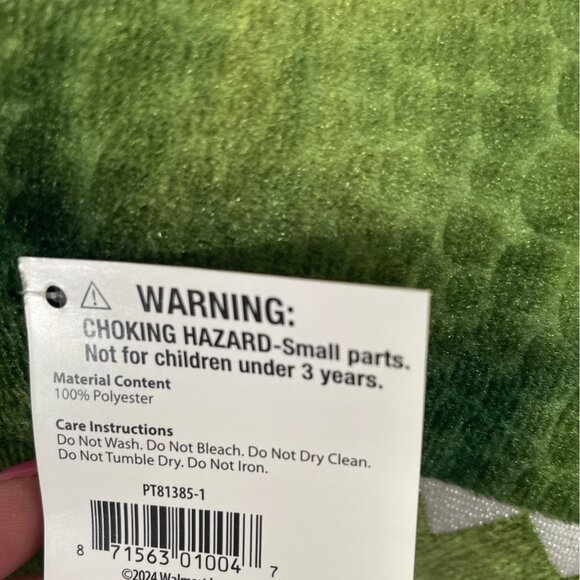 ⚠ WARNING:
CHOKING HAZARD-Small parts.
Not for children under 3 years.
Material Content
100% Polyester
Care Instructions
Do Not Wash. Do Not Bleach. Do Not Dry Clean.
Do Not Tumble Dry. Do Not Iron.
PT81385-1
8 71563 01004 7
©2024 Walmart